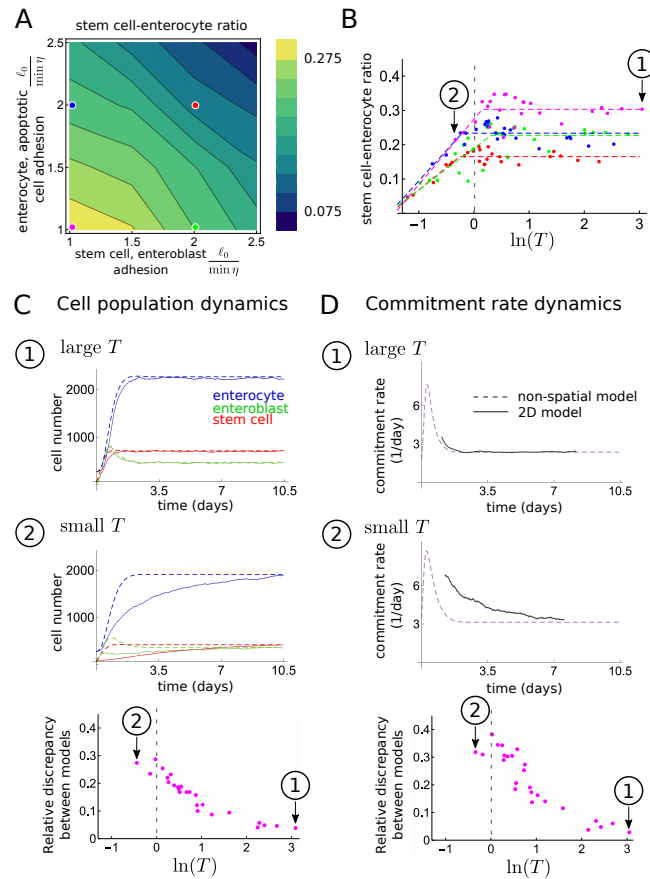 A
stem cell-enterocyte ratio
enterocyte, apoptotic cell adhesion ℓ₀ / min η
2.5
2
1.5
1
1
1.5
2
2.5
stem cell, enteroblast adhesion ℓ₀ / min η
0.275
0.075
B
stem cell-enterocyte ratio
0.4
0.3
0.2
0.1
−1
0
1
2
3
ln(T)
2
1
C Cell population dynamics
1 large T
cell number
2000
1000
enterocyte
enteroblast
stem cell
3.5
7
10.5
time (days)
2 small T
cell number
2000
1000
3.5
7
10.5
time (days)
Relative discrepancy
between models
0.4
0.3
0.2
0.1
0
−1
0
1
2
3
ln(T)
2
1
D Commitment rate dynamics
1 large T
commitment rate
(1/day)
6
3
non-spatial model
2D model
3.5
7
10.5
time (days)
2 small T
commitment rate
(1/day)
6
3
3.5
7
10.5
time (days)
Relative discrepancy
between models
0.4
0.3
0.2
0.1
0
−1
0
1
2
3
ln(T)
2
1